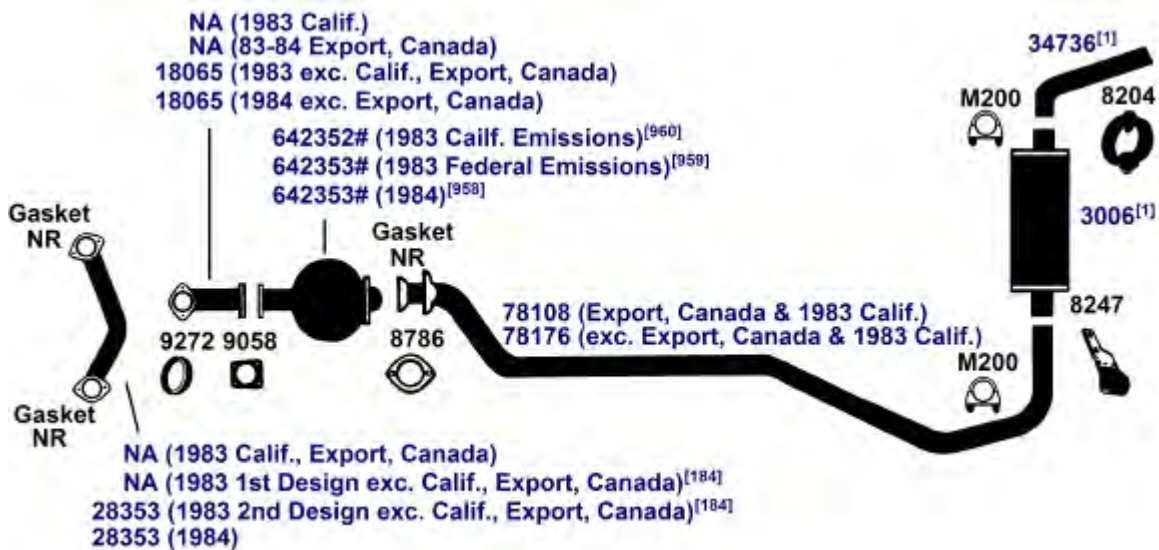 NA (1983 Calif.)
NA (83-84 Export, Canada)
18065 (1983 exc. Calif., Export, Canada)
18065 (1984 exc. Export, Canada)
642352# (1983 Cailf. Emissions)[960]
642353# (1983 Federal Emissions)[959]
642353# (1984)[958]
34736[1]
M200
8204
Gasket
NR
Gasket
NR
3006[1]
9272
9058
8786
78108 (Export, Canada & 1983 Calif.)
78176 (exc. Export, Canada & 1983 Calif.)
8247
M200
Gasket
NR
NA (1983 Calif., Export, Canada)
NA (1983 1st Design exc. Calif., Export, Canada)[184]
28353 (1983 2nd Design exc. Calif., Export, Canada)[184]
28353 (1984)